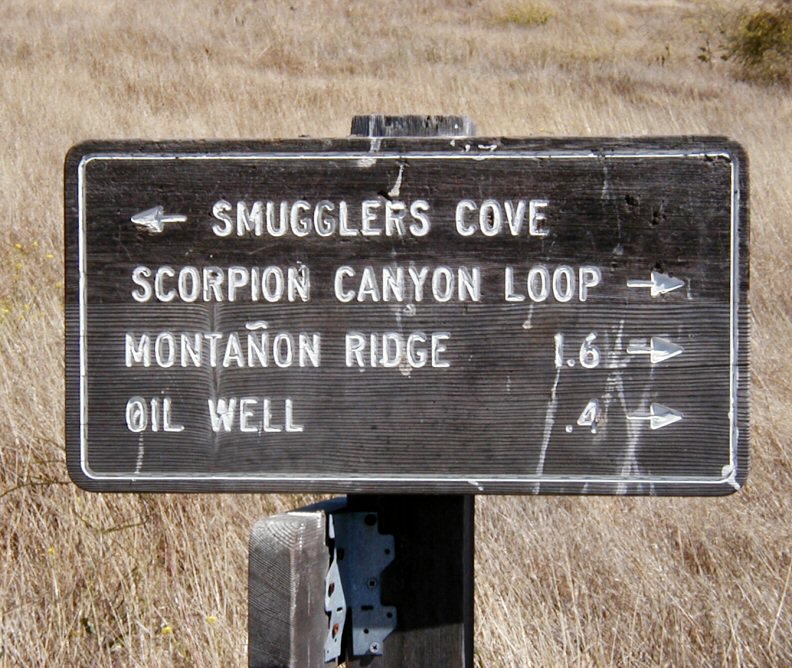 ← SMUGGLERS COVE
SCORPION CANYON LOOP →
MONTAÑON RIDGE 1.6 →
OIL WELL .4 →